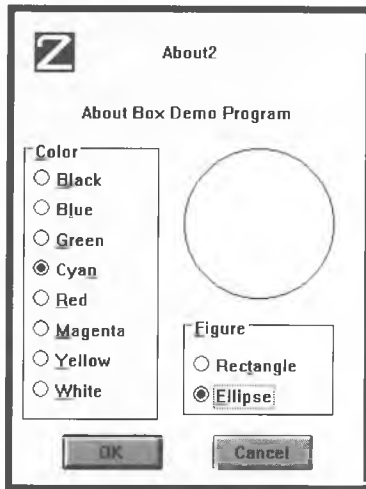 Z
About2
About Box Demo Program
Color
Black
Blue
Green
Cyan
Red
Magenta
Yellow
White
Figure
Rectangle
Ellipse
OK
Cancel